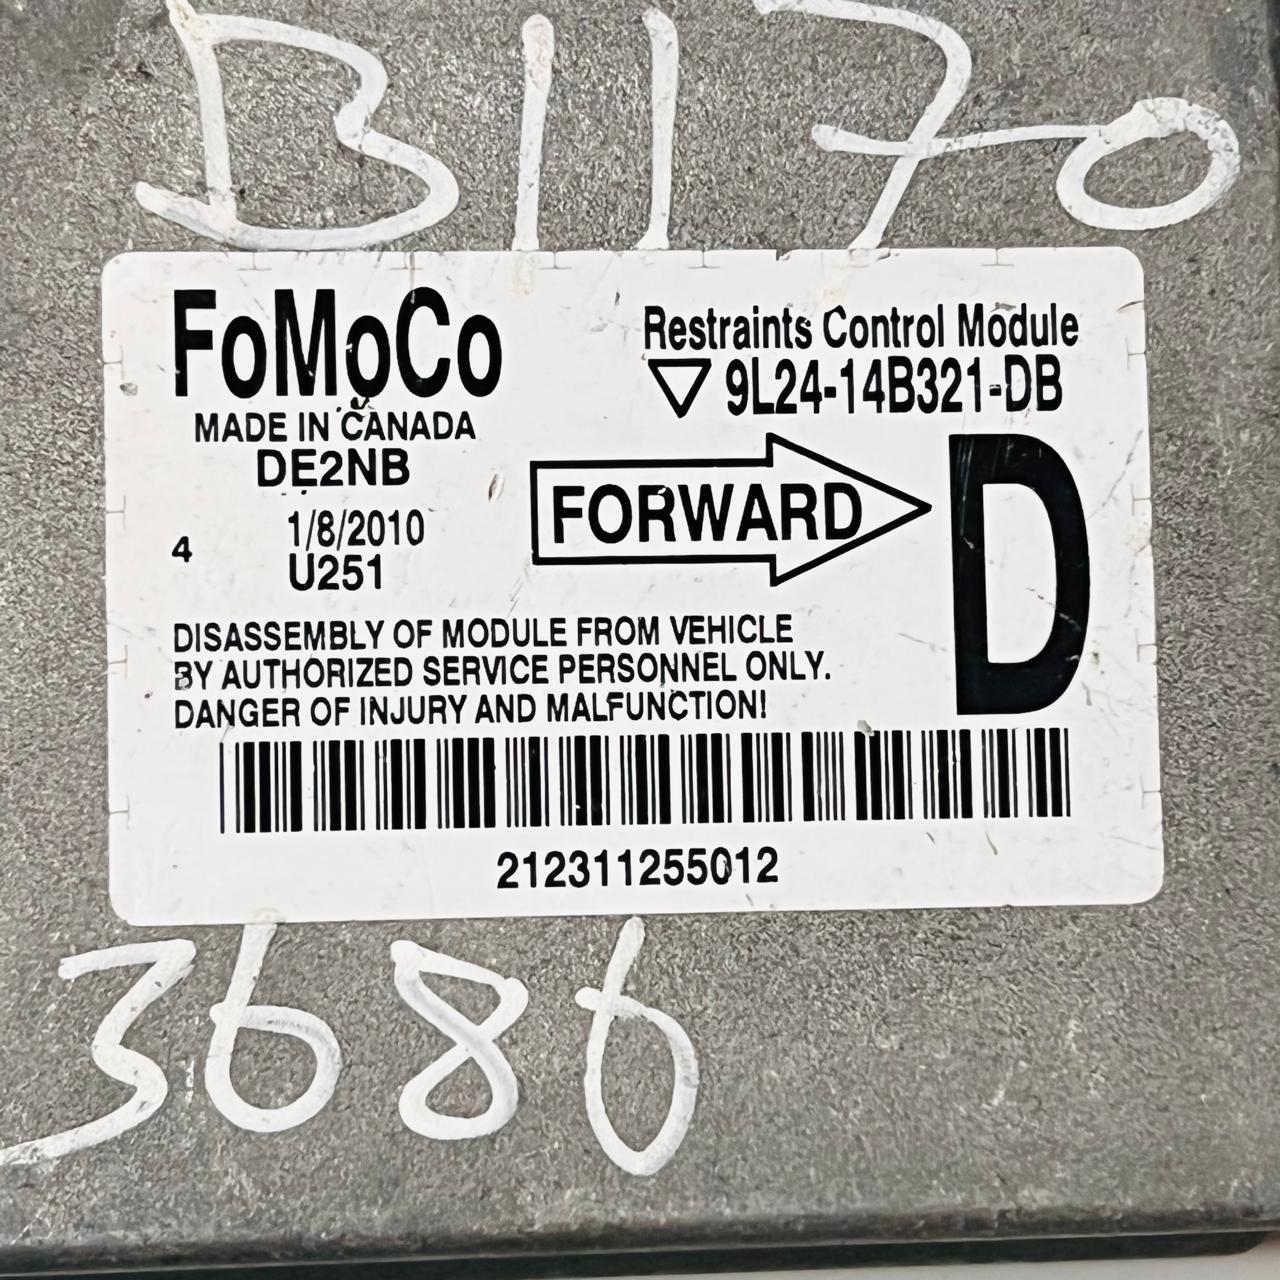 B1170
FoMoCo
MADE IN CANADA
DE2NB
1/8/2010
4
U251
Restraints Control Module
9L24-14B321-DB
FORWARD
D
DISASSEMBLY OF MODULE FROM VEHICLE
BY AUTHORIZED SERVICE PERSONNEL ONLY.
DANGER OF INJURY AND MALFUNCTION!
212311255012
3686